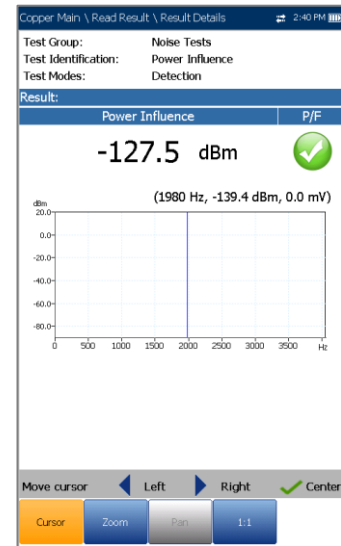 Copper Main \ Read Result \ Result Details 2:40 PM
Test Group: Noise Tests
Test Identification: Power Influence
Test Modes: Detection
Result:
Power Influence P/F
-127.5 dBm
(1980 Hz, -139.4 dBm, 0.0 mV)
dBm
20.0
0.0
-20.0
-40.0
-60.0
-80.0
0 500 1000 1500 2000 2500 3000 3500 Hz
Move cursor Left Right Center
Cursor Zoom Pan 1:1